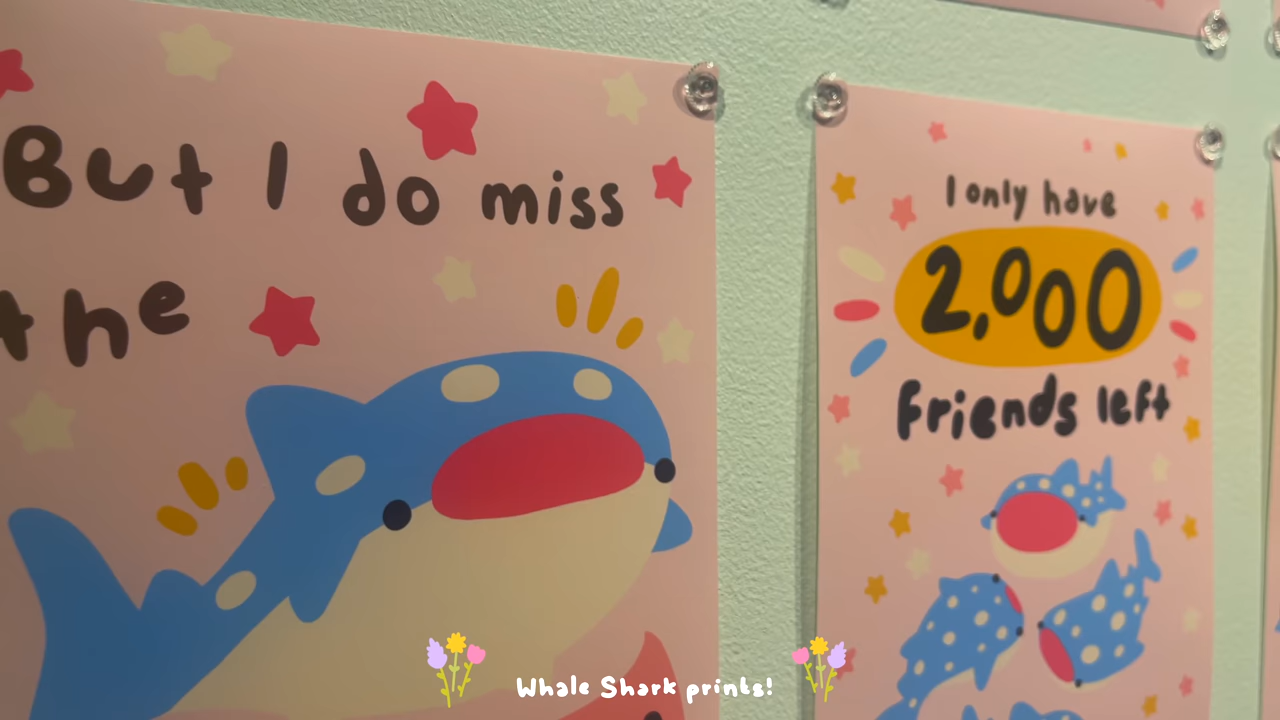 But I do miss
the
I only have
2,000
Friends left
Whale Shark prints!